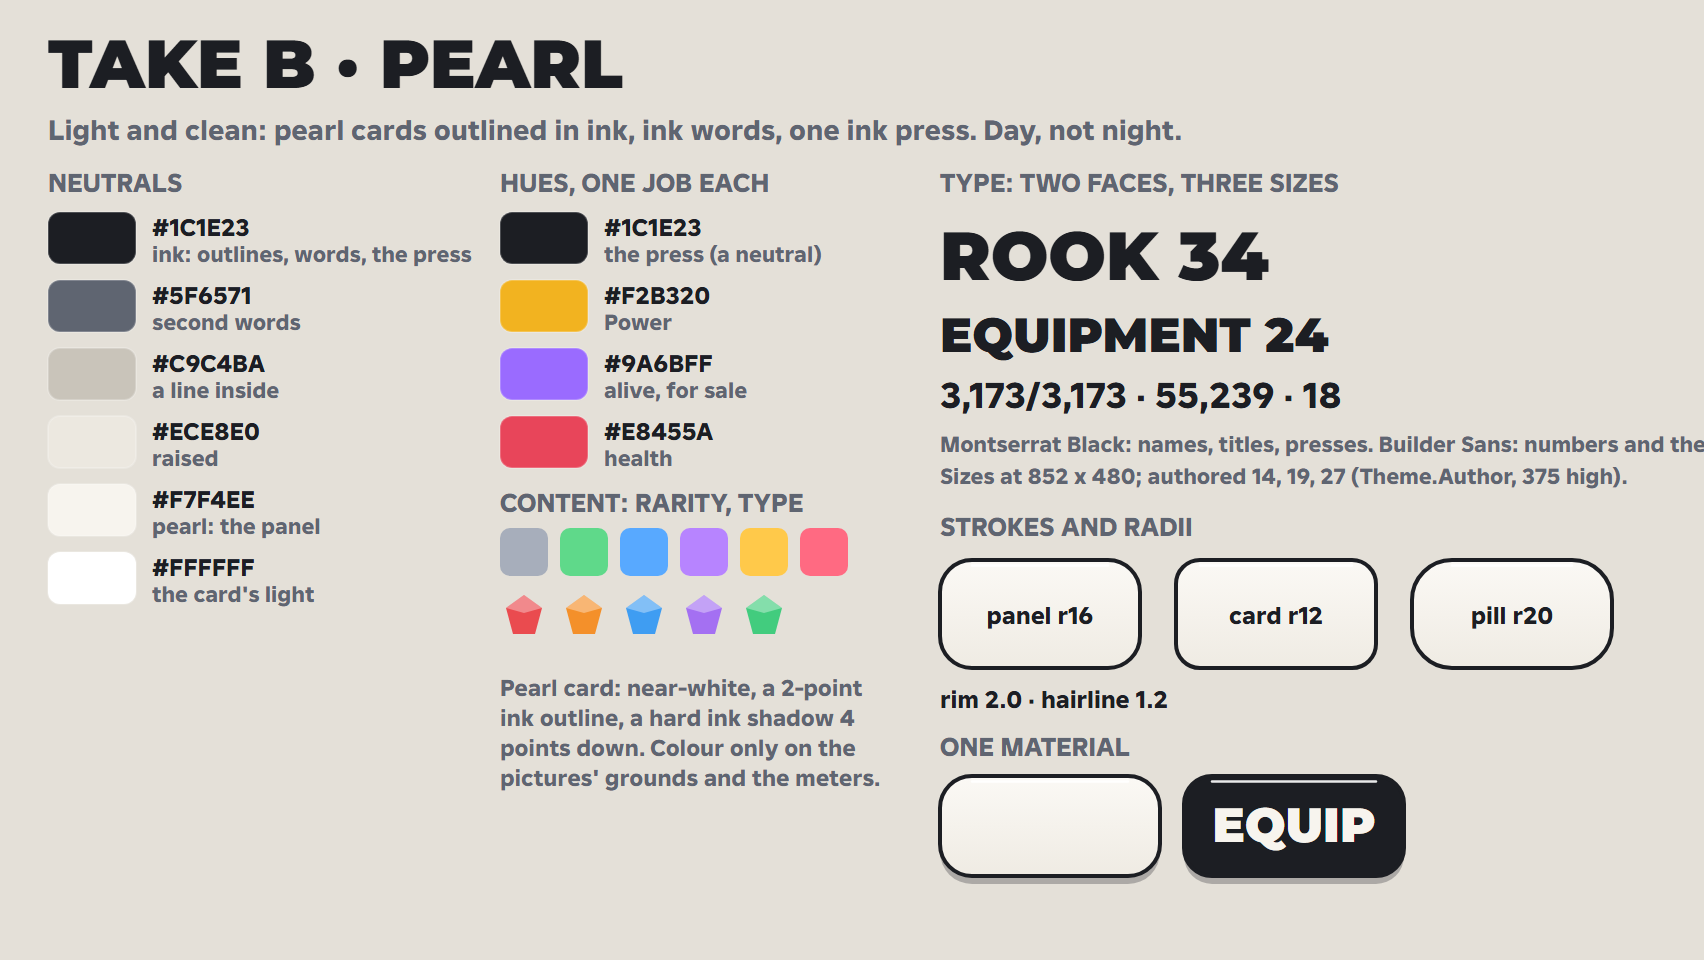 TAKE B • PEARL
Light and clean: pearl cards outlined in ink, ink words, one ink press. Day, not night.
NEUTRALS
#1C1E23
ink: outlines, words, the press
#5F6571
second words
#C9C4BA
a line inside
#ECE8E0
raised
#F7F4EE
pearl: the panel
#FFFFFF
the card's light
HUES, ONE JOB EACH
#1C1E23
the press (a neutral)
#F2B320
Power
#9A6BFF
alive, for sale
#E8455A
health
CONTENT: RARITY, TYPE
Pearl card: near-white, a 2-point
ink outline, a hard ink shadow 4
points down. Colour only on the
pictures' grounds and the meters.
TYPE: TWO FACES, THREE SIZES
ROOK 34
EQUIPMENT 24
3,173/3,173 · 55,239 · 18
Montserrat Black: names, titles, presses. Builder Sans: numbers and the
Sizes at 852 x 480; authored 14, 19, 27 (Theme.Author, 375 high).
STROKES AND RADII
panel r16
card r12
pill r20
rim 2.0 · hairline 1.2
ONE MATERIAL
EQUIP